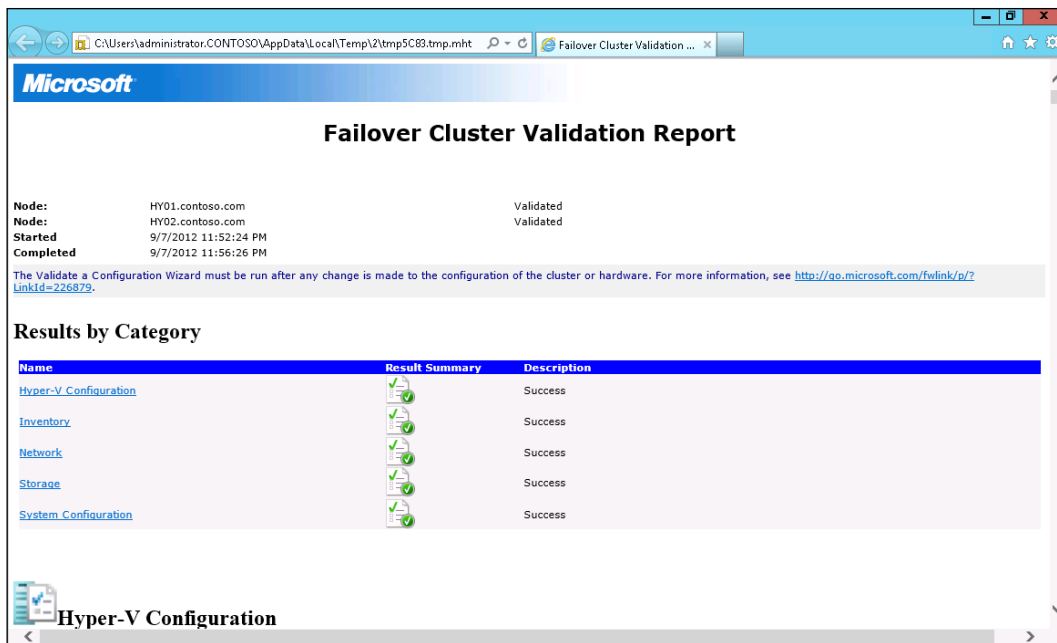 C:\Users\administrator.CONTOSO\AppData\Local\Temp\2\tmp5C83.tmp.mht
Failover Cluster Validation ...
Microsoft
Failover Cluster Validation Report
Node: HY01.contoso.com Validated
Node: HY02.contoso.com Validated
Started 9/7/2012 11:52:24 PM
Completed 9/7/2012 11:56:26 PM
The Validate a Configuration Wizard must be run after any change is made to the configuration of the cluster or hardware. For more information, see http://go.microsoft.com/fwlink/p/?
LinkId=226879.
Results by Category
Name Result Summary Description
Hyper-V Configuration Success
Inventory Success
Network Success
Storage Success
System Configuration Success
Hyper-V Configuration